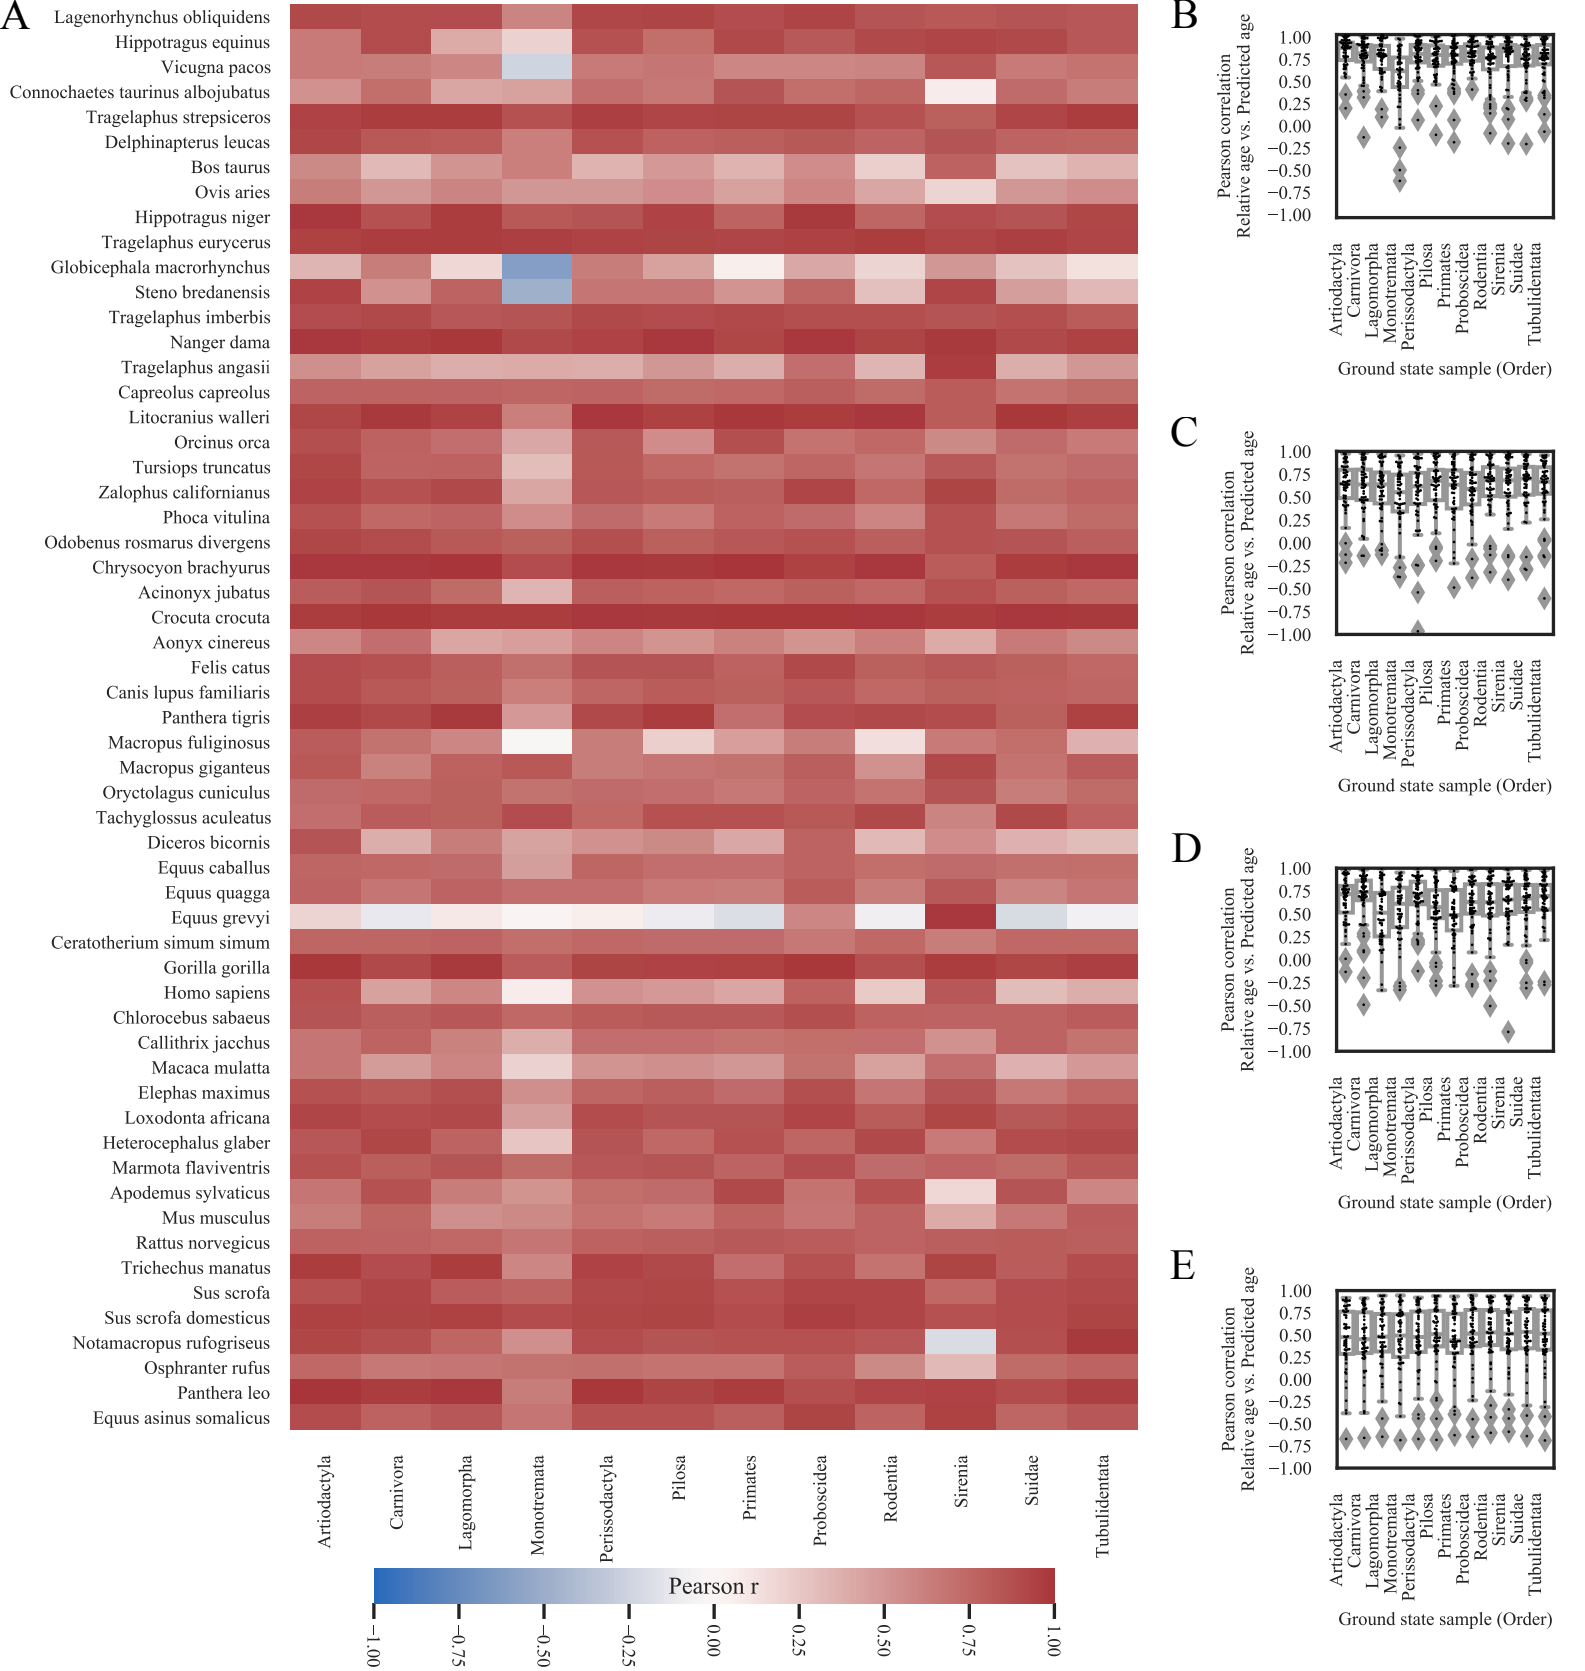 A
Lagenorhynchus obliquidens
Hippotragus equinus
Vicugna pacos
Connochaetes taurinus albojubatus
Tragelaphus strepsiceros
Delphinapterus leucas
Bos taurus
Ovis aries
Hippotragus niger
Tragelaphus eurycerus
Globicephala macrorhynchus
Steno bredanensis
Tragelaphus imberbis
Nanger dama
Tragelaphus angasii
Capreolus capreolus
Litocranius walleri
Orcinus orca
Tursiops truncatus
Zalophus californianus
Phoca vitulina
Odobenus rosmarus divergens
Chrysocyon brachyurus
Acinonyx jubatus
Crocuta crocuta
Aonyx cinereus
Felis catus
Canis lupus familiaris
Panthera tigris
Macropus fuliginosus
Macropus giganteus
Oryctolagus cuniculus
Tachyglossus aculeatus
Diceros bicornis
Equus caballus
Equus quagga
Equus grevyi
Ceratotherium simum simum
Gorilla gorilla
Homo sapiens
Chlorocebus sabaeus
Callithrix jacchus
Macaca mulatta
Elephas maximus
Loxodonta africana
Heterocephalus glaber
Marmota flaviventris
Apodemus sylvaticus
Mus musculus
Rattus norvegicus
Trichechus manatus
Sus scrofa
Sus scrofa domesticus
Notamacropus rufogriseus
Osphranter rufus
Panthera leo
Equus asinus somalicus
Artiodactyla
Carnivora
Lagomorpha
Monotremata
Perissodactyla
Pilosa
Primates
Proboscidea
Rodentia
Sirenia
Suidae
Tubulidentata
Pearson r
−1.00
−0.75
−0.50
−0.25
0.00
0.25
0.50
0.75
1.00
B
Pearson correlation
Relative age vs. Predicted age
1.00
0.75
0.50
0.25
0.00
−0.25
−0.50
−0.75
−1.00
Artiodactyla
Carnivora
Lagomorpha
Monotremata
Perissodactyla
Pilosa
Primates
Proboscidea
Rodentia
Sirenia
Suidae
Tubulidentata
Ground state sample (Order)
C
Pearson correlation
Relative age vs. Predicted age
1.00
0.75
0.50
0.25
0.00
−0.25
−0.50
−0.75
−1.00
Artiodactyla
Carnivora
Lagomorpha
Monotremata
Perissodactyla
Pilosa
Primates
Proboscidea
Rodentia
Sirenia
Suidae
Tubulidentata
Ground state sample (Order)
D
Pearson correlation
Relative age vs. Predicted age
1.00
0.75
0.50
0.25
0.00
−0.25
−0.50
−0.75
−1.00
Artiodactyla
Carnivora
Lagomorpha
Monotremata
Perissodactyla
Pilosa
Primates
Proboscidea
Rodentia
Sirenia
Suidae
Tubulidentata
Ground state sample (Order)
E
Pearson correlation
Relative age vs. Predicted age
1.00
0.75
0.50
0.25
0.00
−0.25
−0.50
−0.75
−1.00
Artiodactyla
Carnivora
Lagomorpha
Monotremata
Perissodactyla
Pilosa
Primates
Proboscidea
Rodentia
Sirenia
Suidae
Tubulidentata
Ground state sample (Order)